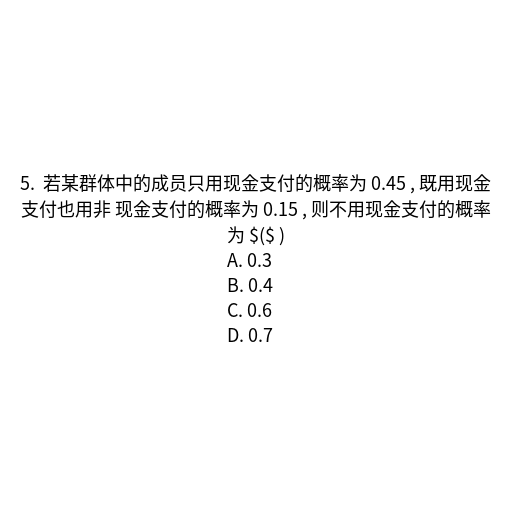 5.  若某群体中的成员只用现金支付的概率为 0.45 , 既用现金
支付也用非 现金支付的概率为 0.15 , 则不用现金支付的概率
为 $($ )
A. 0.3
B. 0.4
C. 0.6
D. 0.7